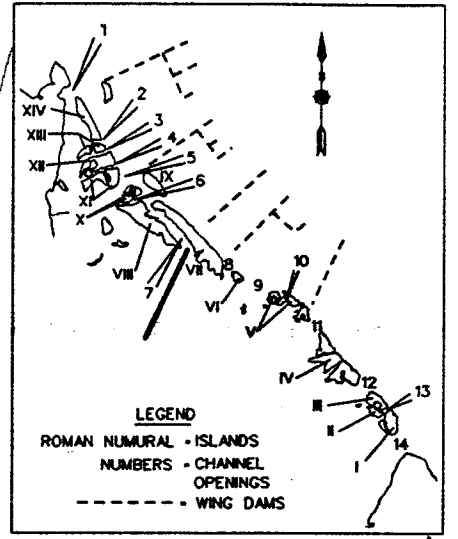 1
XIV
2
XIII
3
4
XII
5
IX
6
XI
X
VIII
VII
7
8
VI
9
10
V
11
IV
12
III
13
II
I
14
LEGEND
ROMAN NUMURAL - ISLANDS
NUMBERS - CHANNEL
OPENINGS
- WING DAMS